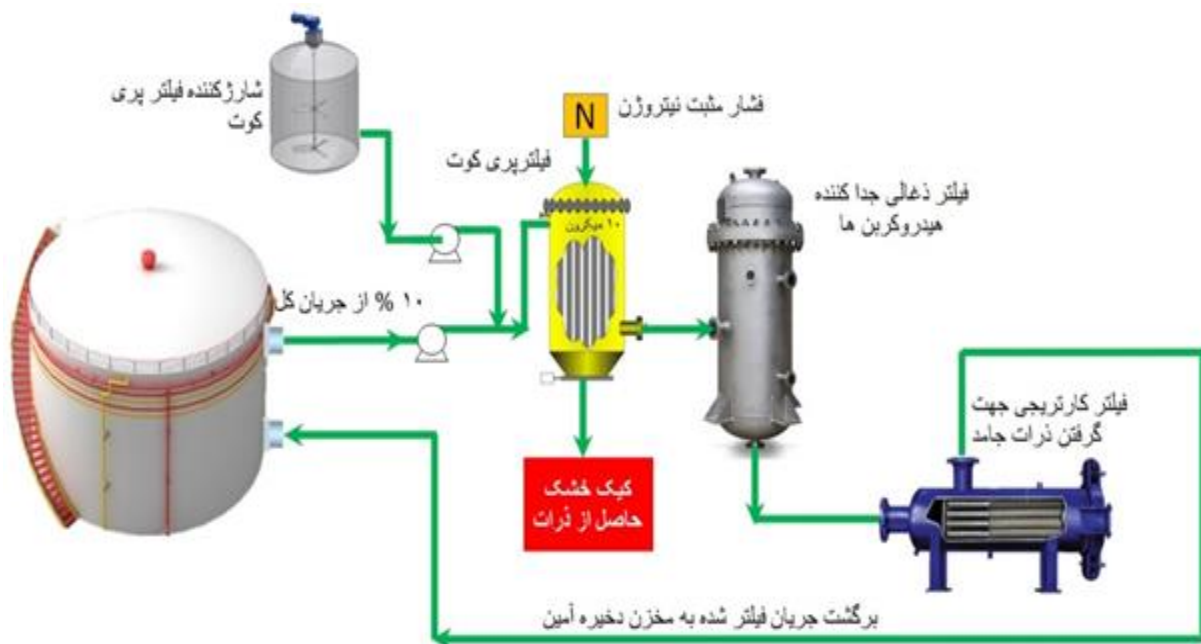 شارژکننده فیلتر پری
کوت
فشار مثبت نیتروژن
N
فیلترپری کوت
۱۰ میکرون
فیلتر ذغالی جدا کننده
هیدروکربن ها
۱۰ % از جریان کل
فیلتر کارتریجی جهت
گرفتن ذرات جامد
کیک خشک
حاصل از ذرات
برگشت جریان فیلتر شده به مخزن ذخیره آمین